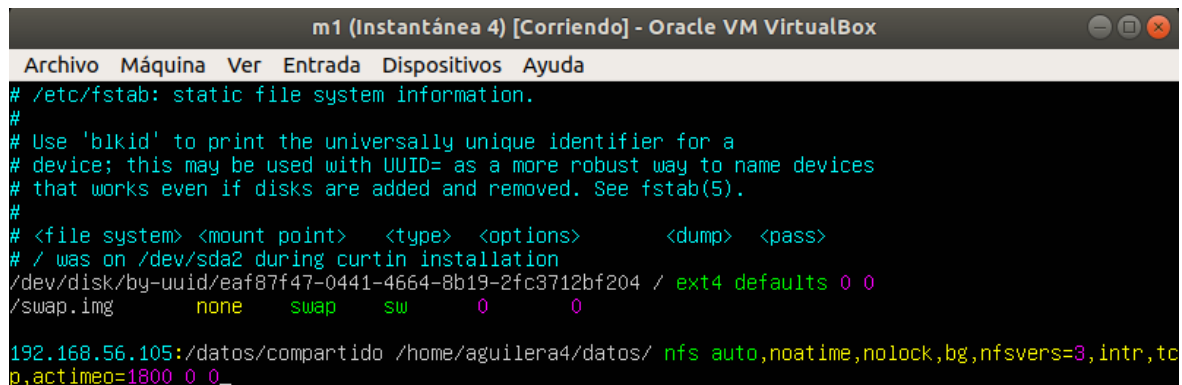 m1 (Instantánea 4) [Corriendo] - Oracle VM VirtualBox
Archivo Máquina Ver Entrada Dispositivos Ayuda
# /etc/fstab: static file system information.
#
# Use 'blkid' to print the universally unique identifier for a
# device; this may be used with UUID= as a more robust way to name devices
# that works even if disks are added and removed. See fstab(5).
#
# <file system> <mount point>   <type>  <options>       <dump>  <pass>
# / was on /dev/sda2 during curtin installation
/dev/disk/by-uuid/eaf87f47-0441-4664-8b19-2fc3712bf204 / ext4 defaults 0 0
/swap.img       none    swap    sw      0       0
192.168.56.105:/datos/compartido /home/aguilera4/datos/ nfs auto,noatime,nolock,bg,nfsvers=3,intr,tc
p,actimeo=1800 0 0_